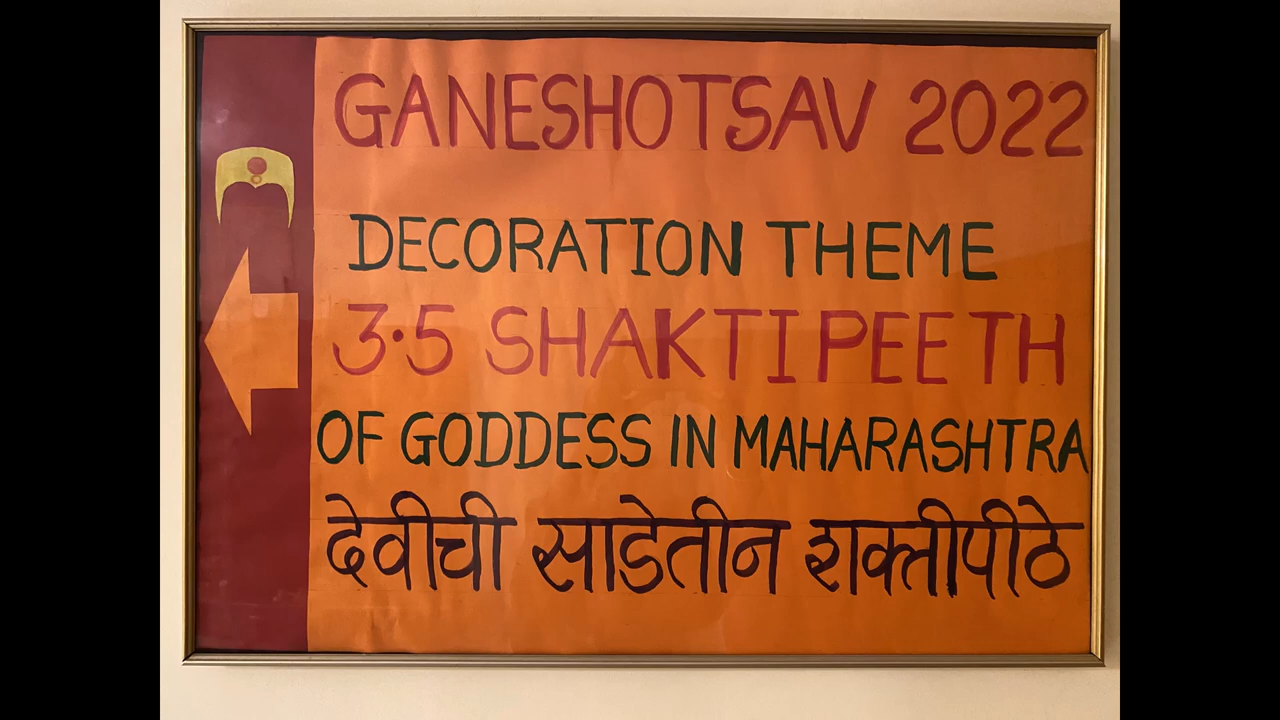 GANESHOTSAV 2022
DECORATION THEME
3.5 SHAKTIPEETH
OF GODDESS IN MAHARASHTRA
देवीची साडेतीन शक्तीपीठे